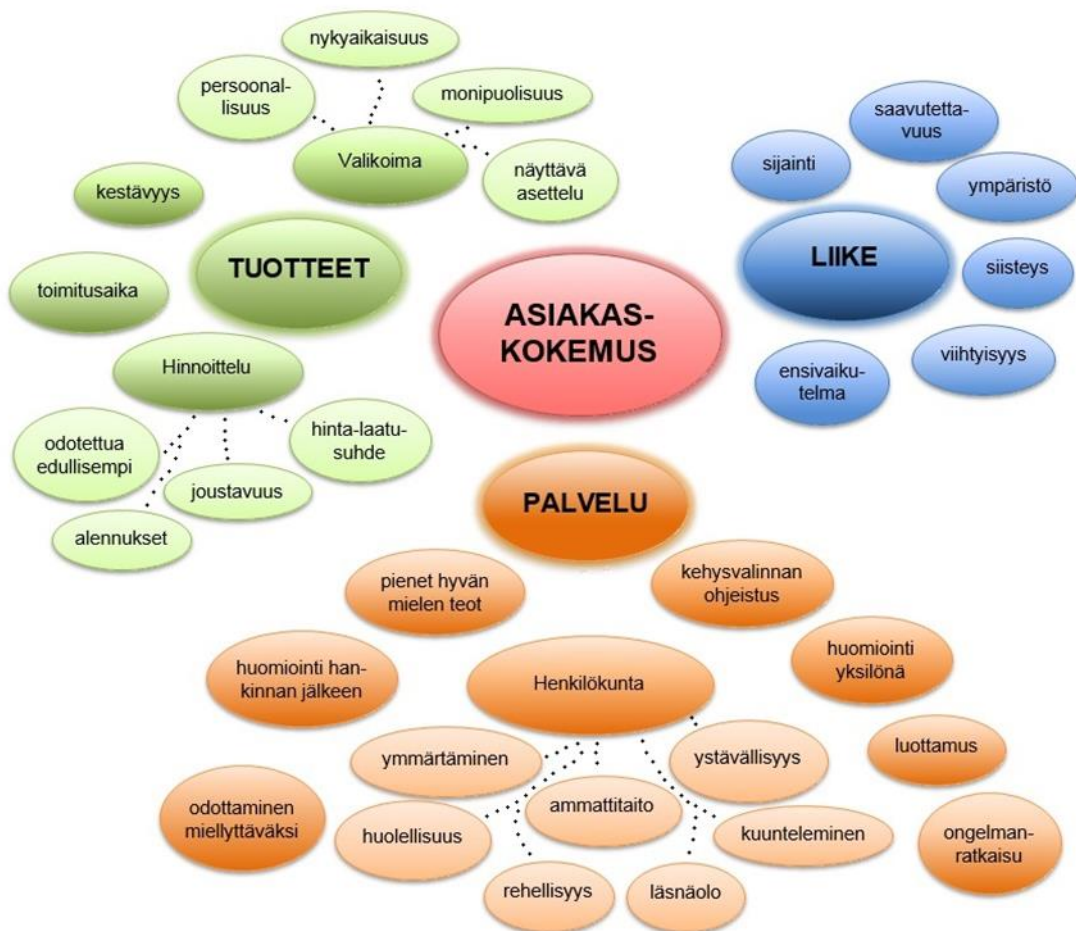 nykyaikaisuus
persoonal-
lisuus
monipuolisuus
Valikoima
näyttävä
asettelu
kestävyys
TUOTTEET
toimitusaika
Hinnoittelu
odotettua
edullisempi
hinta-laatu-
suhde
joustavuus
alennukset
ASIAKAS-
KOKEMUS
saavutetta-
vuus
sijainti
ympäristö
LIIKE
siisteys
viihtyisyys
ensivaiku-
telma
PALVELU
pienet hyvän
mielen teot
kehysvalinnan
ohjeistus
huomiointi han-
kinnan jälkeen
Henkilökunta
huomiointi
yksilönä
ymmärtäminen
ystävällisyys
luottamus
odottaminen
miellyttäväksi
huolellisuus
ammattitaito
kuunteleminen
ongelman-
ratkaisu
rehellisyys
läsnäolo